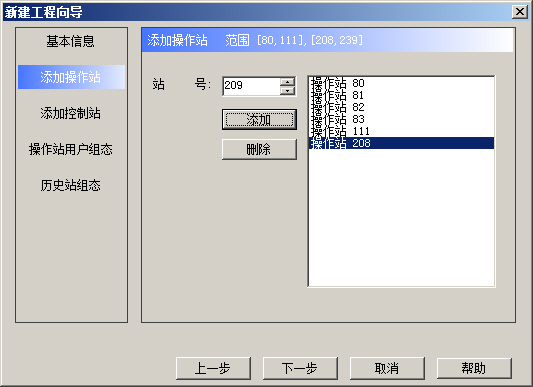 新建工程向导
基本信息
添加操作站
添加控制站
操作站用户组态
历史站组态
添加操作站 范围 [80,111],[208,239]
站 号: 209
添加
删除
操作站 80
操作站 81
操作站 82
操作站 83
操作站 111
操作站 208
上一步 下一步 取消 帮助